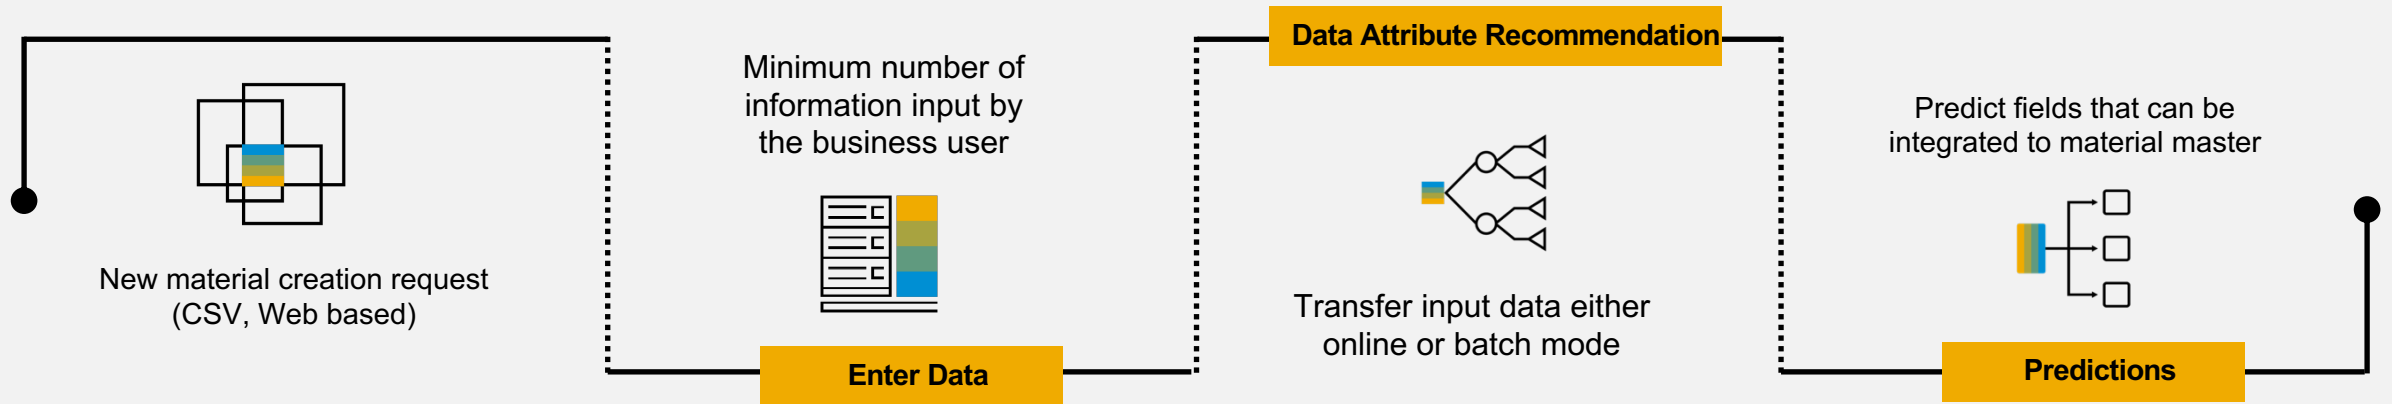 New material creation request
(CSV, Web based)
Minimum number of
information input by
the business user
Enter Data
Data Attribute Recommendation
Transfer input data either
online or batch mode
Predict fields that can be
integrated to material master
Predictions